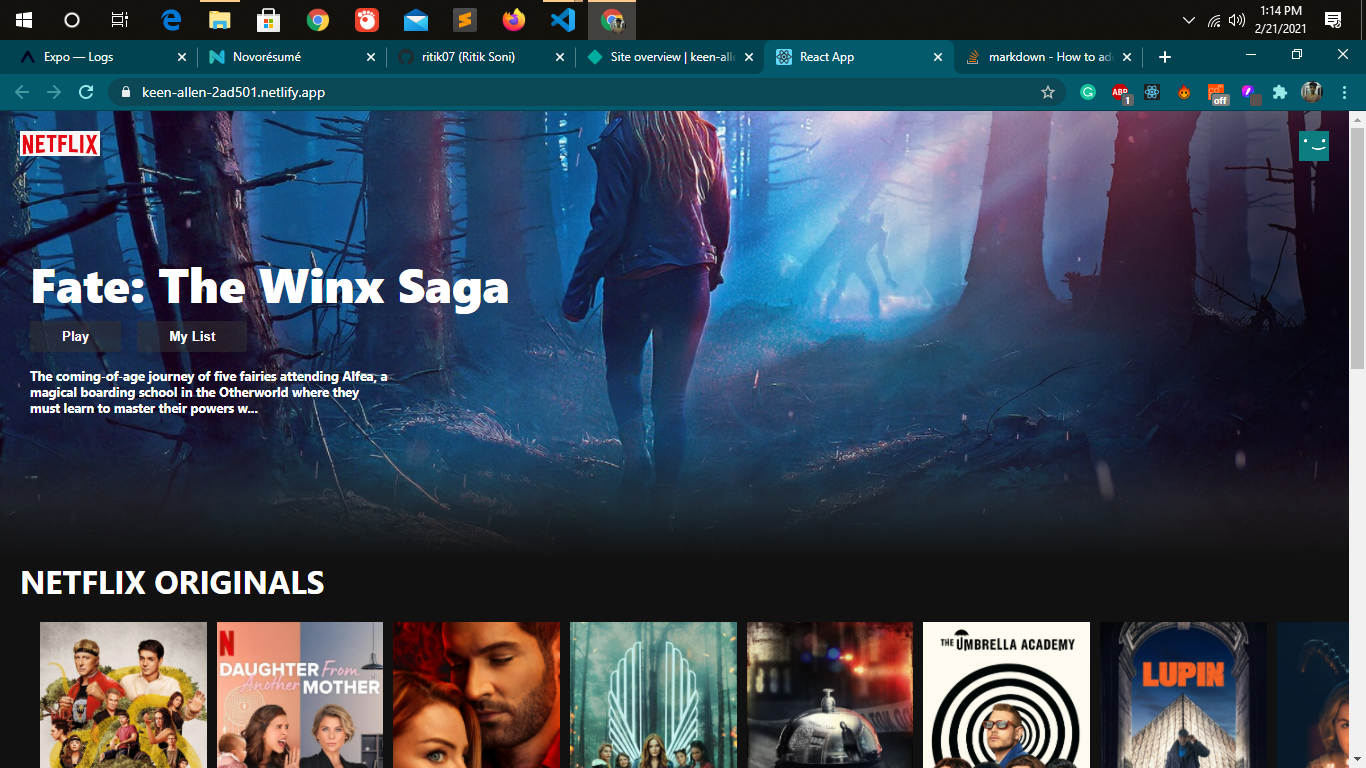 1:14 PM
2/21/2021
Expo — Logs
Novorésumé
ritik07 (Ritik Soni)
Site overview | keen-alle
React App
markdown - How to ad
keen-allen-2ad501.netlify.app
ABP
1
off
NETFLIX
Fate: The Winx Saga
Play
My List
The coming-of-age journey of five fairies attending Alfea, a
magical boarding school in the Otherworld where they
must learn to master their powers w...
NETFLIX ORIGINALS
N
DAUGHTER From
Another MOTHER
THE UMBRELLA ACADEMY
LUPIN